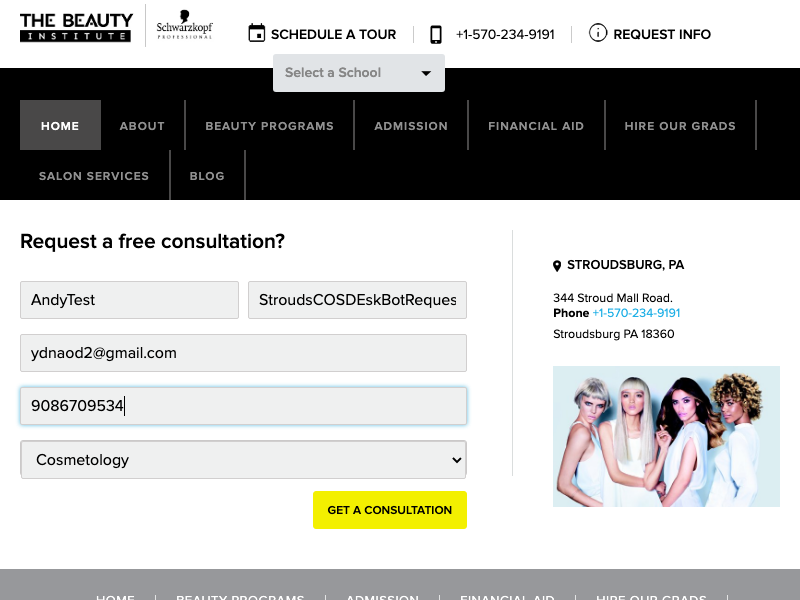 THE BEAUTY
INSTITUTE
Schwarzkopf
PROFESSIONAL
SCHEDULE A TOUR
+1-570-234-9191
REQUEST INFO
Select a School
HOME
ABOUT
BEAUTY PROGRAMS
ADMISSION
FINANCIAL AID
HIRE OUR GRADS
SALON SERVICES
BLOG
Request a free consultation?
AndyTest
StroudsCOSDEskBotReques
ydnaod2@gmail.com
9086709534
Cosmetology
GET A CONSULTATION
STROUDSBURG, PA
344 Stroud Mall Road.
Phone +1-570-234-9191
Stroudsburg PA 18360
HOME
BEAUTY PROGRAMS
ADMISSION
FINANCIAL AID
HIRE OUR GRADS